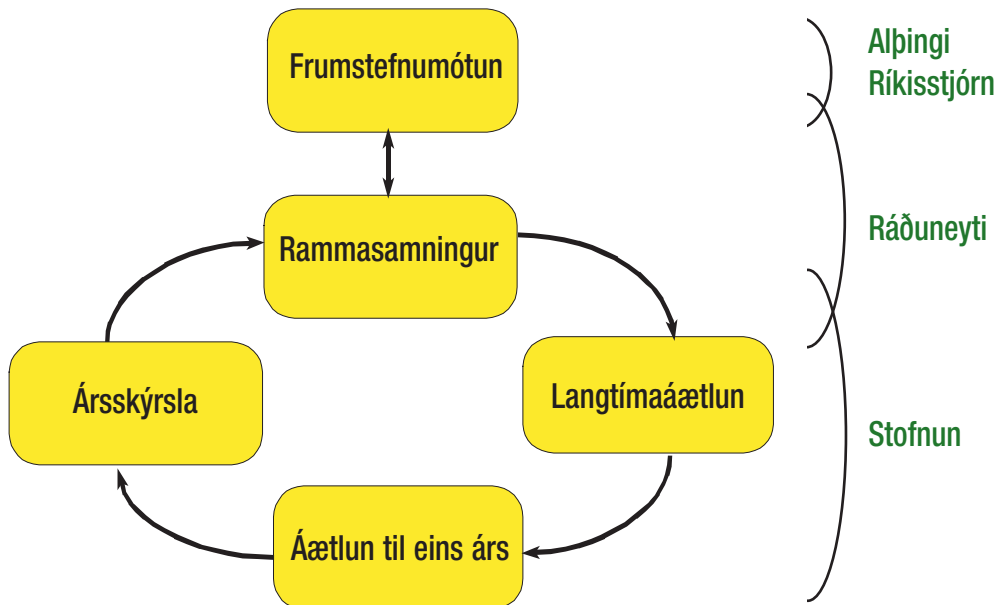 Frumstefnumótun
Alþingi
Ríkisstjórn
Rammasamningur
Ráðuneyti
Ársskýrsla
Langtímaáætlun
Stofnun
Áætlun til eins árs